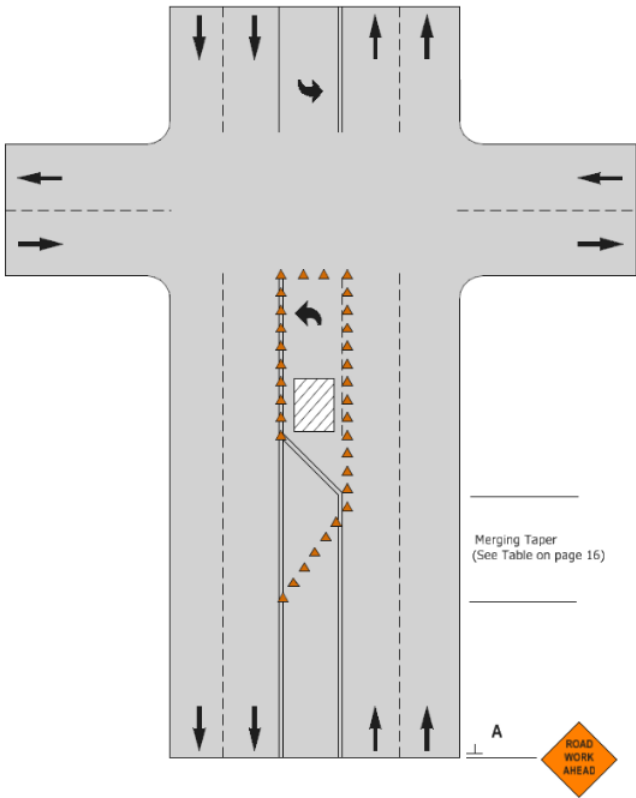 Merging Taper
(See Table on page 16)
A
ROAD
WORK
AHEAD